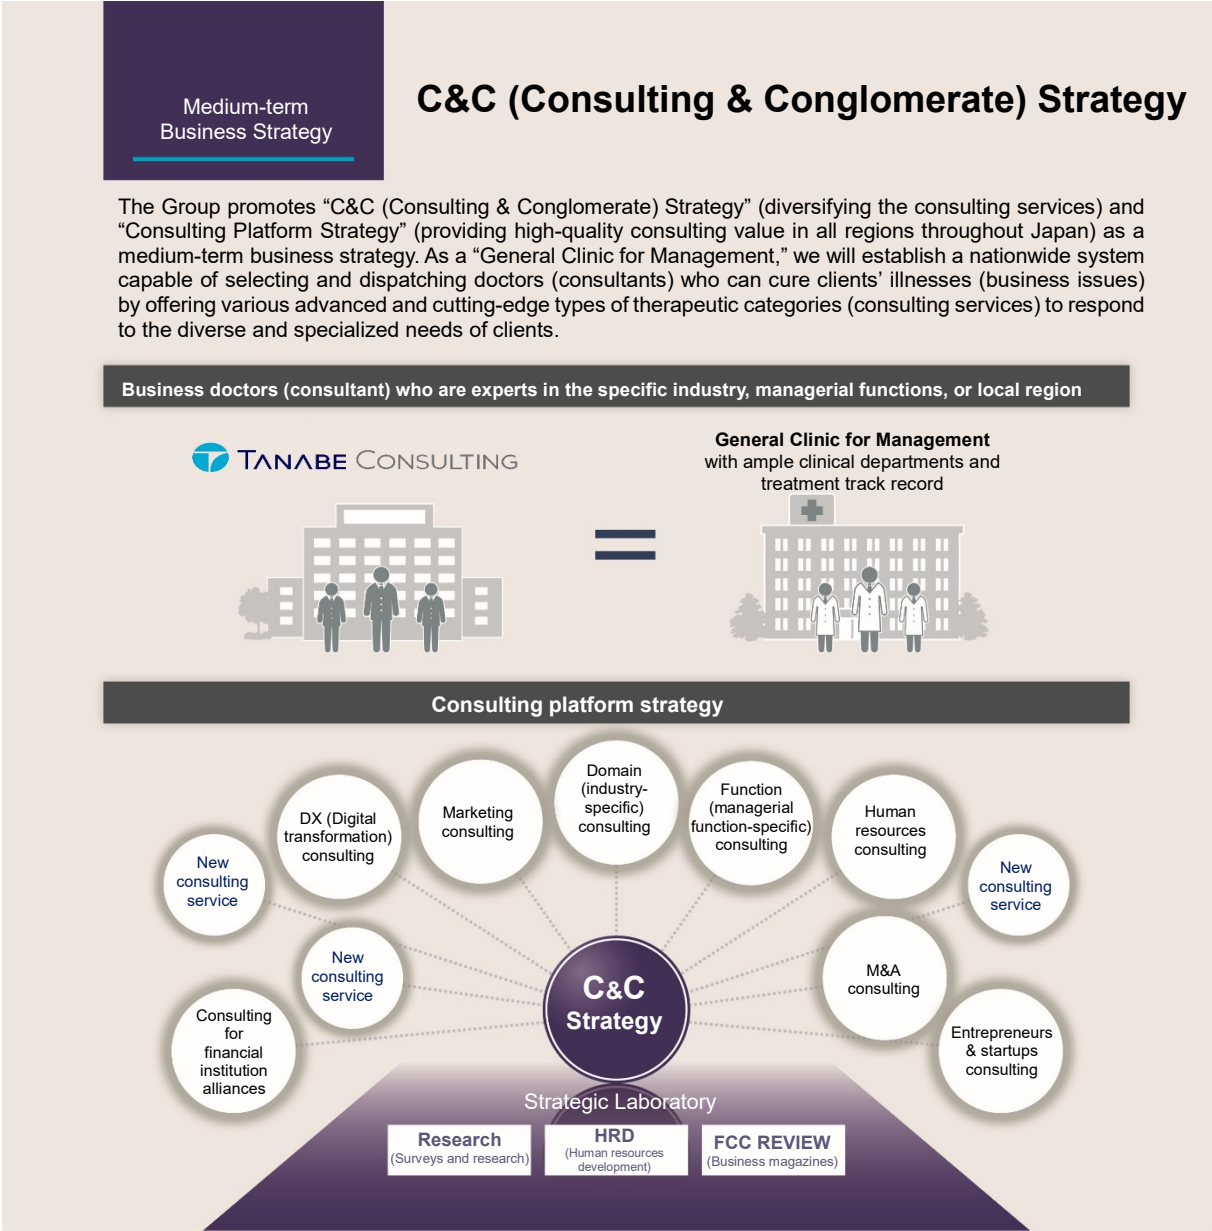 Medium-term
Business Strategy
C&C (Consulting & Conglomerate) Strategy
The Group promotes “C&C (Consulting & Conglomerate) Strategy” (diversifying the consulting services) and
“Consulting Platform Strategy” (providing high-quality consulting value in all regions throughout Japan) as a
medium-term business strategy. As a “General Clinic for Management,” we will establish a nationwide system
capable of selecting and dispatching doctors (consultants) who can cure clients’ illnesses (business issues)
by offering various advanced and cutting-edge types of therapeutic categories (consulting services) to respond
to the diverse and specialized needs of clients.
Business doctors (consultant) who are experts in the specific industry, managerial functions, or local region
TANABE CONSULTING
General Clinic for Management
with ample clinical departments and
treatment track record
Consulting platform strategy
Consulting
for
financial
institution
alliances
New
consulting
service
New
consulting
service
DX (Digital
transformation)
consulting
Marketing
consulting
Domain
(industry-
specific)
consulting
Function
(managerial
function-specific)
consulting
Human
resources
consulting
New
consulting
service
M&A
consulting
Entrepreneurs
& startups
consulting
C&C
Strategy
Strategic Laboratory
Research
(Surveys and research)
HRD
(Human resources
development)
FCC REVIEW
(Business magazines)